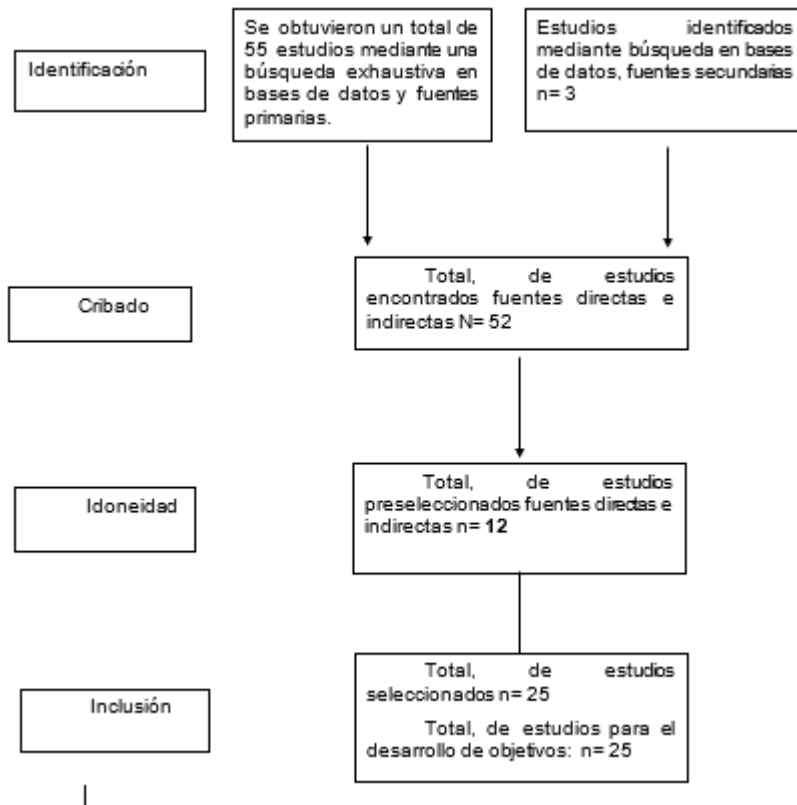 Se obtuvieron un total de
55 estudios mediante una
búsqueda exhaustiva en
bases de datos y fuentes
primarias.
Estudios identificados
mediante búsqueda en bases
de datos, fuentes secundarias
n= 3
Identificación
Total, de estudios
encontrados fuentes directas e
indirectas N= 52
Cribado
Total, de estudios
preseleccionados fuentes directas e
indirectas n= 12
Idoneidad
Total, de estudios
seleccionados n= 25
Total, de estudios para el
desarrollo de objetivos: n= 25
Inclusión